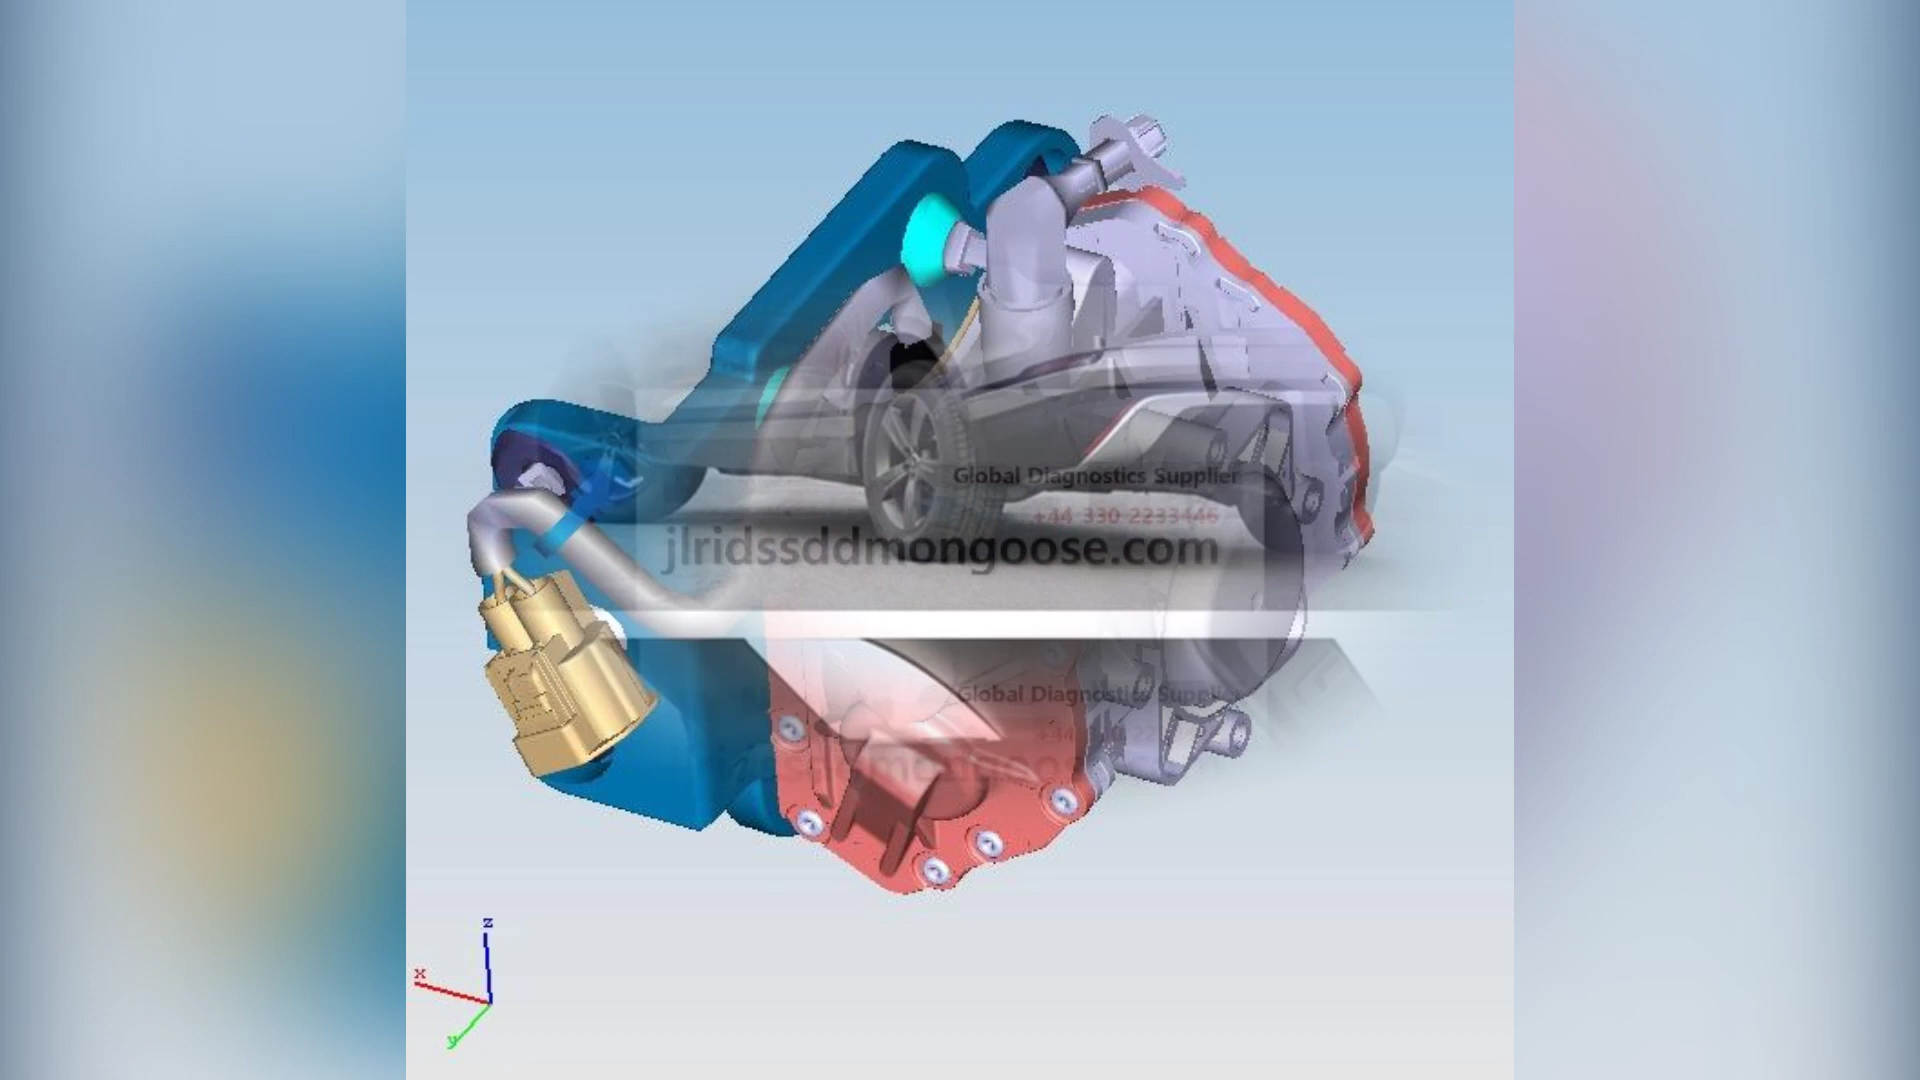 Global Diagnostics Supplier
+44 330 2233446
jlridssddmongoose.com
Global Diagnostics Supplier
z
x
y